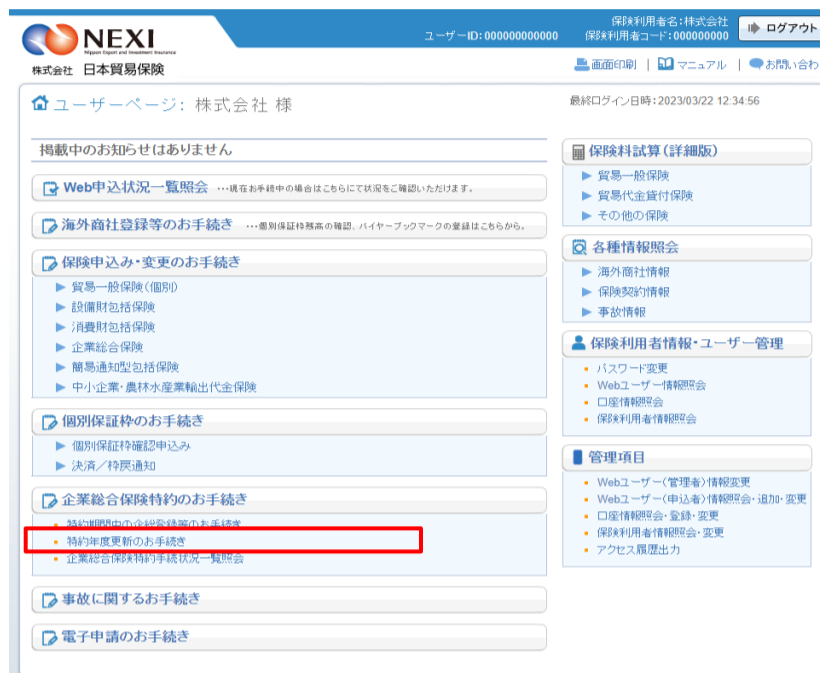 NEXI
Nippon Export and Investment Insurance
株式会社 日本貿易保険
ユーザーID:000000000000
保険利用者名:株式会社
保険利用者コード:000000000
ログアウト
画面印刷 | マニュアル | お問い合わ
ユーザーページ: 株式会社 様
最終ログイン日時:2023/03/22 12:34:56
掲載中のお知らせはありません
Web申込状況一覧照会 …現在お手続中の場合はこちらにて状況をご確認いただけます。
海外商社登録等のお手続き …個別保証枠残高の確認、バイヤーブックマークの登録はこちらから。
保険申込み・変更のお手続き
貿易一般保険(個別)
設備財包括保険
消費財包括保険
企業総合保険
簡易通知型包括保険
中小企業・農林水産業輸出代金保険
個別保証枠のお手続き
個別保証枠確認申込み
決済/枠戻通知
企業総合保険特約のお手続き
特約期間中の企総登録等のお手続き
特約年度更新のお手続き
企業総合保険特約手続状況一覧照会
事故に関するお手続き
電子申請のお手続き
保険料試算(詳細版)
貿易一般保険
貿易代金貸付保険
その他の保険
各種情報照会
海外商社情報
保険契約情報
事故情報
保険利用者情報・ユーザー管理
パスワード変更
Webユーザー情報照会
口座情報照会
保険利用者情報照会
管理項目
Webユーザー(管理者)情報変更
Webユーザー(申込者)情報照会・追加・変更
口座情報照会・登録・変更
保険利用者情報照会・変更
アクセス履歴出力